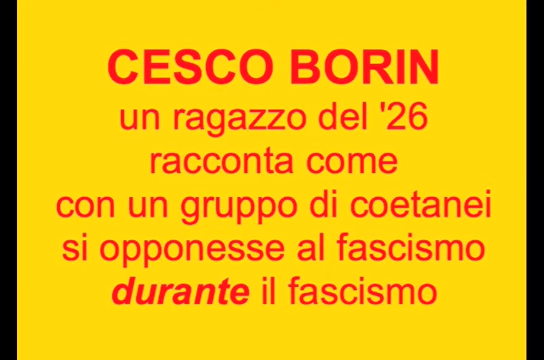 CESCO BORIN
un ragazzo del '26
racconta come
con un gruppo di coetanei
si opponesse al fascismo
durante il fascismo